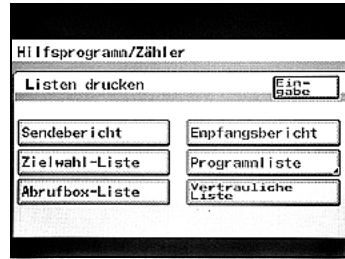 Hilfsprogramm/Zähler
Listen drucken
Ein-
gabe
Sendebericht
Empfangsbericht
Zielwahl-Liste
Programmliste
Abrufbox-Liste
Vertrauliche
Liste